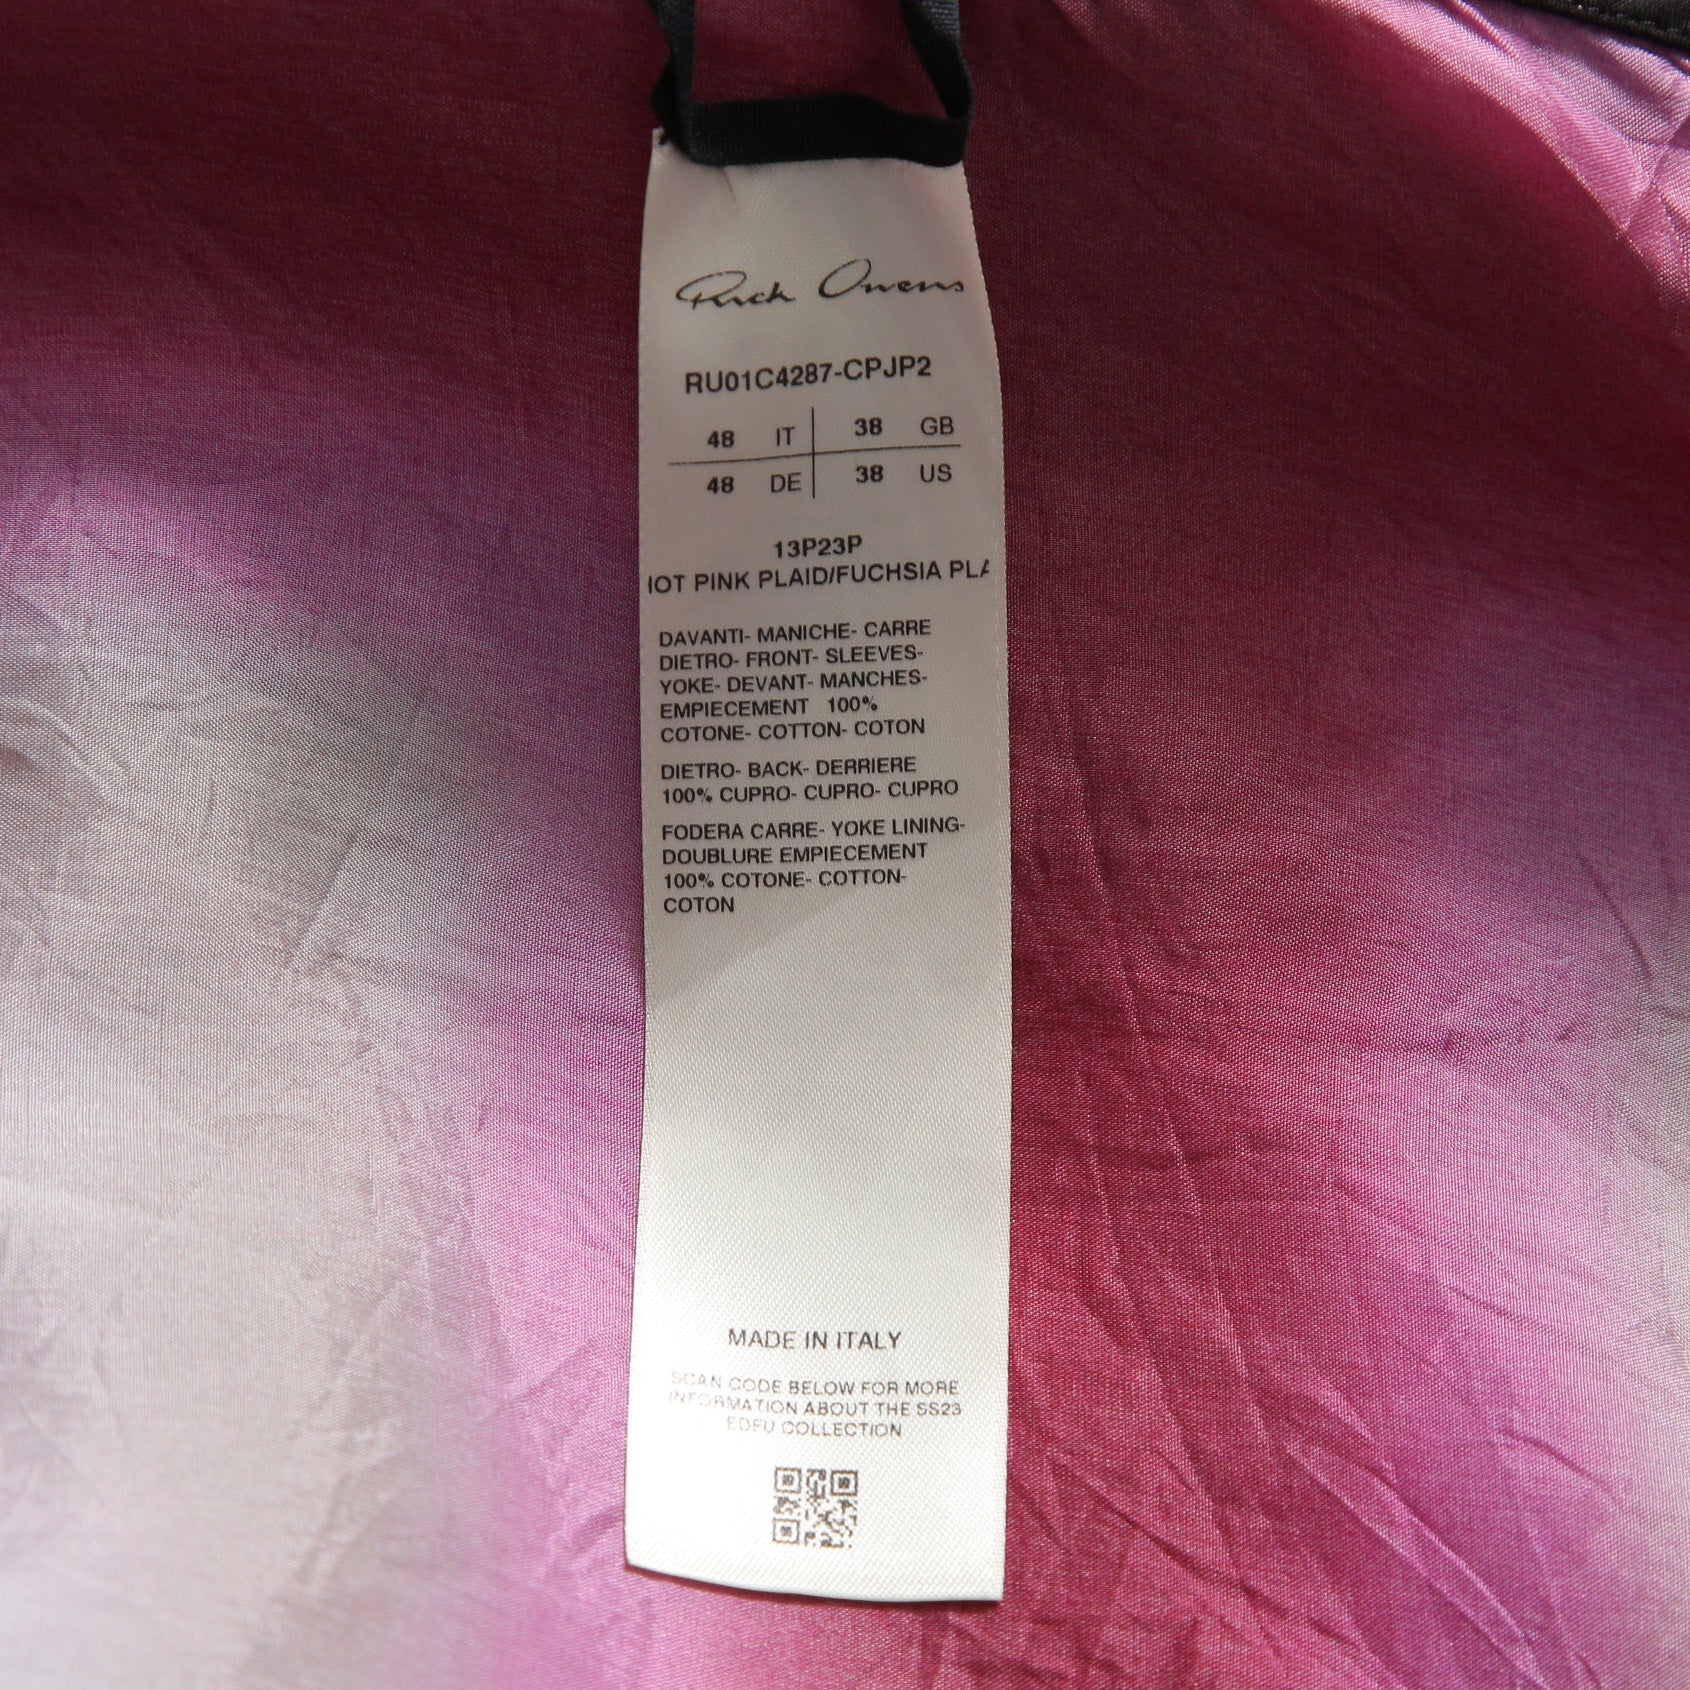 Rick Owens
RU01C4287-CPJP2
48 IT 38 GB
48 DE 38 US
13P23P
PINK PLAID/FUCHSIA
DAVANTI- MANICHE- CARRE
DIETRO- FRONT- SLEEVES-
YOKE- DEVANT- MANCHES-
EMPIECEMENT 100%
COTONE- COTTON- COTON
DIETRO- BACK- DERRIERE
100% CUPRO- CUPRO- CUPRO
FODERA CARRE- YOKE LINING-
DOUBLURE EMPIECEMENT
100% COTONE- COTTON-
COTON
MADE IN ITALY
SCAN CODE BELOW FOR MORE
INFORMATION ABOUT THE SS23
EDFU COLLECTION